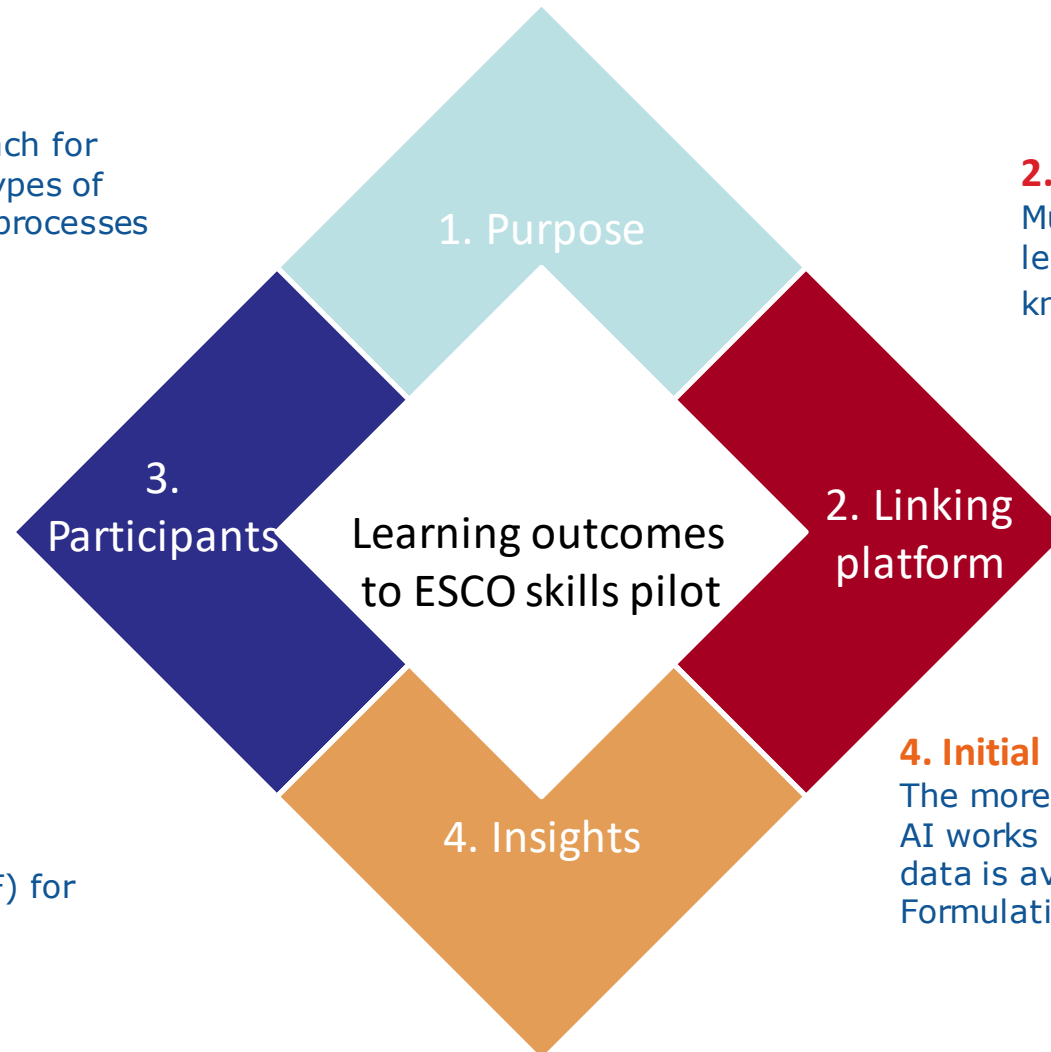 ach for
ypes of
processes
1. Purpose
2.
Mu
le
kn
3.
Participants
Learning outcomes
to ESCO skills pilot
2. Linking
platform
4. Insights
) for
4. Initial
The more
AI works
data is av
Formulati